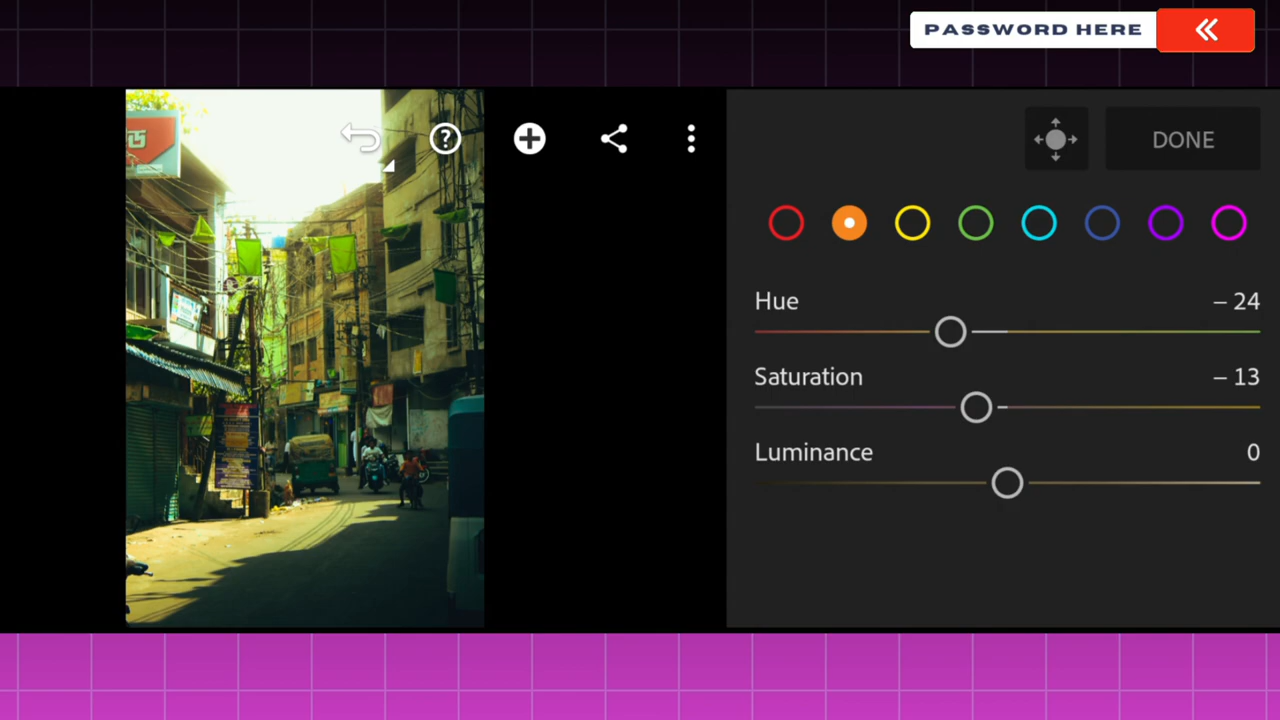 PASSWORD HERE
DONE
Hue
– 24
Saturation
– 13
Luminance
0